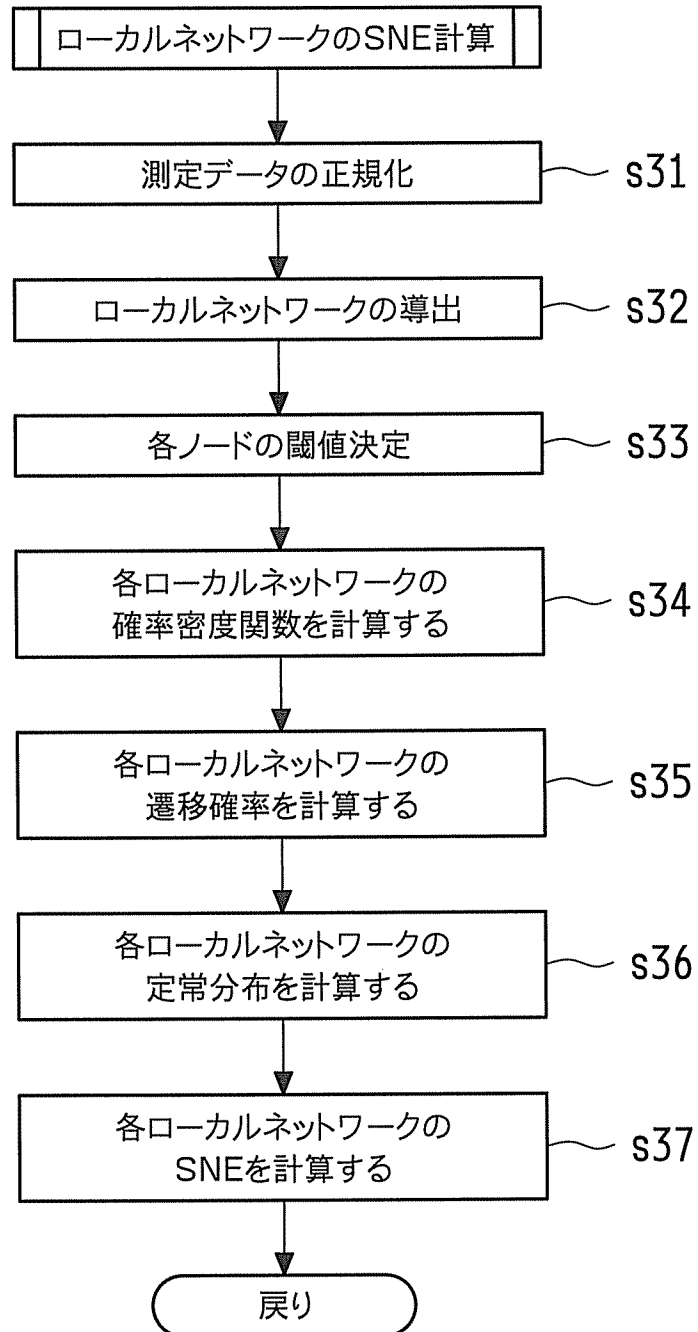 ローカルネットワークのSNE計算
測定データの正規化
s31
ローカルネットワークの導出
s32
各ノードの閾値決定
s33
各ローカルネットワークの
確率密度関数を計算する
s34
各ローカルネットワークの
遷移確率を計算する
s35
各ローカルネットワークの
定常分布を計算する
s36
各ローカルネットワークの
SNEを計算する
s37
戻り